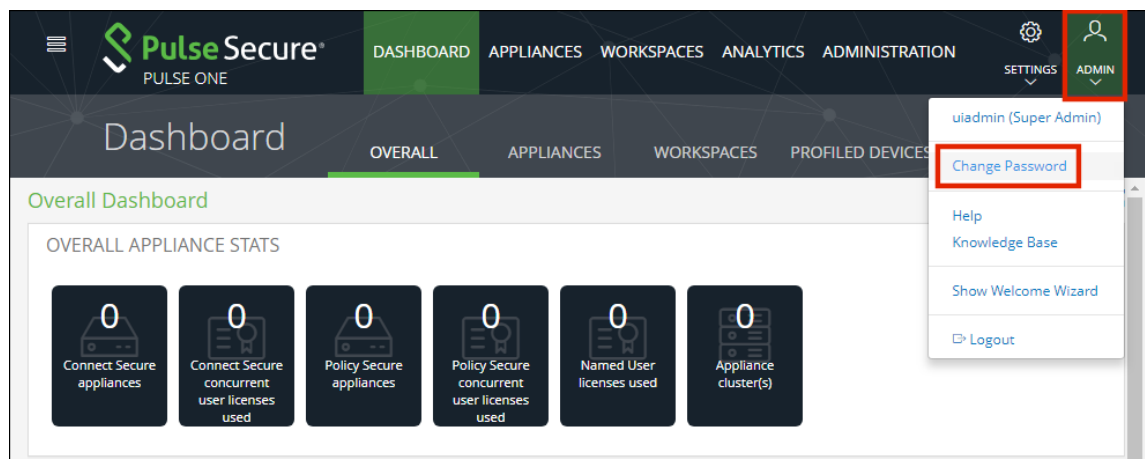 Pulse Secure®
PULSE ONE
DASHBOARD APPLIANCES WORKSPACES ANALYTICS ADMINISTRATION
SETTINGS
ADMIN
Dashboard
OVERALL APPLIANCES WORKSPACES PROFILED DEVICES
uiadmin (Super Admin)
Change Password
Help
Knowledge Base
Show Welcome Wizard
Logout
Overall Dashboard
OVERALL APPLIANCE STATS
0
Connect Secure
appliances
0
Connect Secure
concurrent
user licenses
used
0
Policy Secure
appliances
0
Policy Secure
concurrent
user licenses
used
0
Named User
licenses used
0
Appliance
cluster(s)